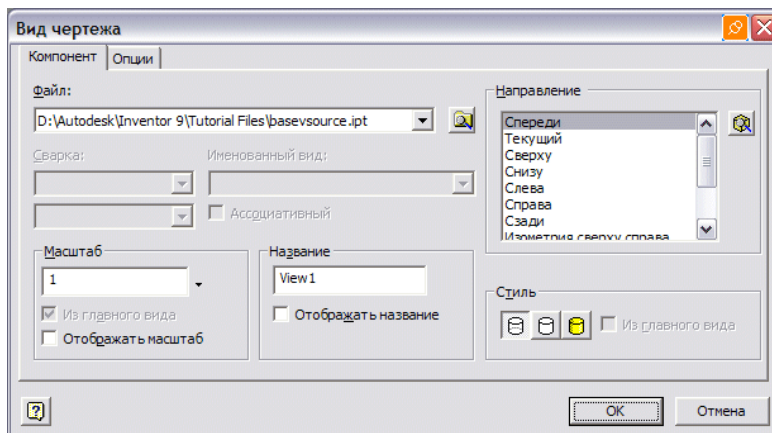 Вид чертежа
Компонент
Опции
Файл:
D:\Autodesk\Inventor 9\Tutorial Files\basevsource.ipt
Сварка:
Именованный вид:
Ассоциативный
Направление
Спереди
Текущий
Сверху
Снизу
Слева
Справа
Сзади
Изометрия сверху справа
Масштаб
1
Из главного вида
Отображать масштаб
Название
View1
Отображать название
Стиль
Из главного вида
OK
Отмена